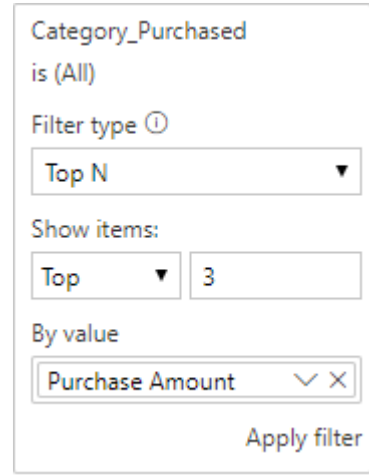 Category_Purchased
is (All)
Filter type
Top N
Show items:
Top 3
By value
Purchase Amount
Apply filter